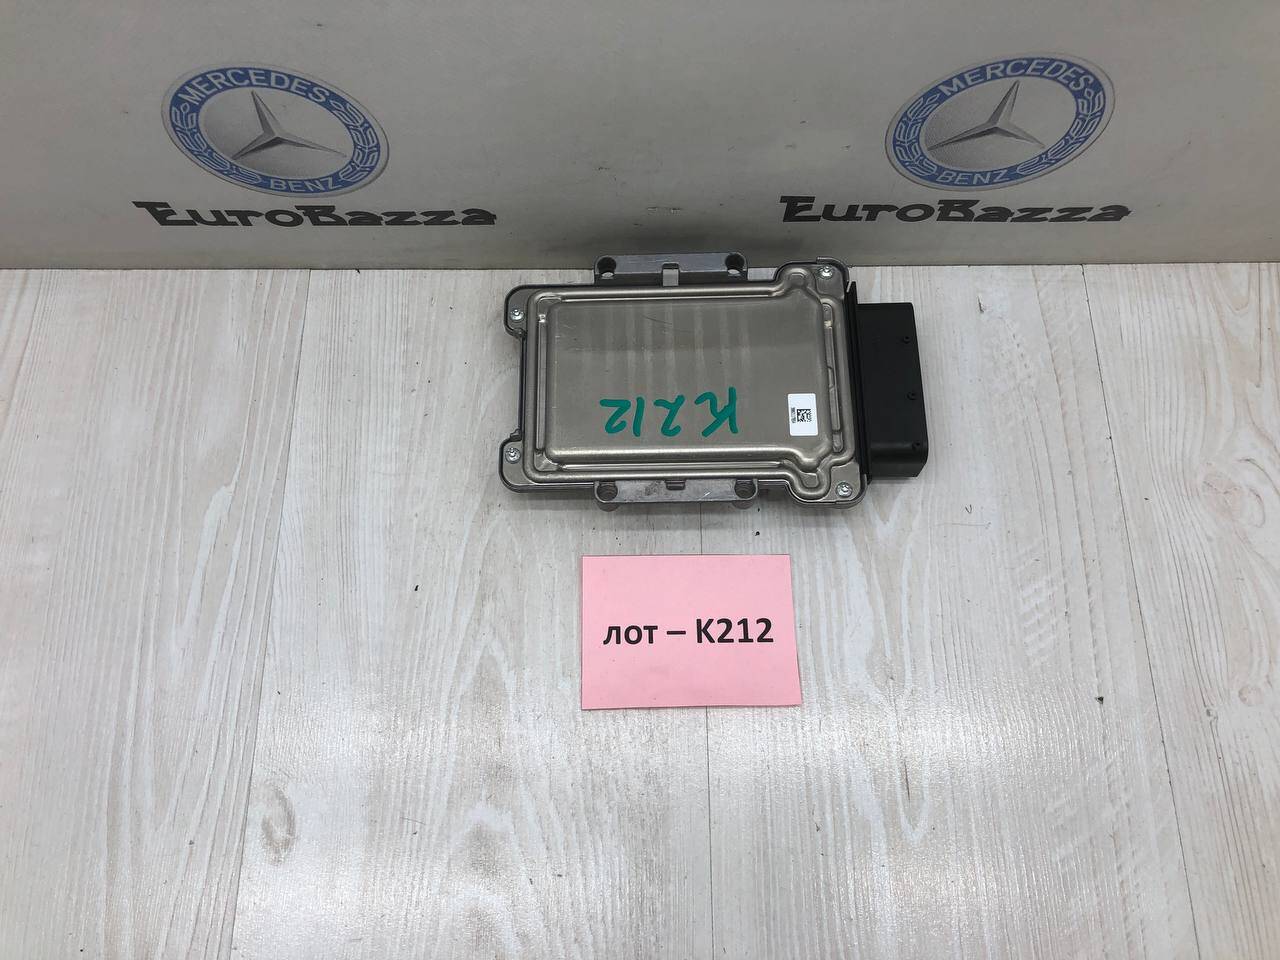 MERCEDES
BENZ
EuroBazza
MERCEDES
BENZ
EuroBazza
K212
лот – K212